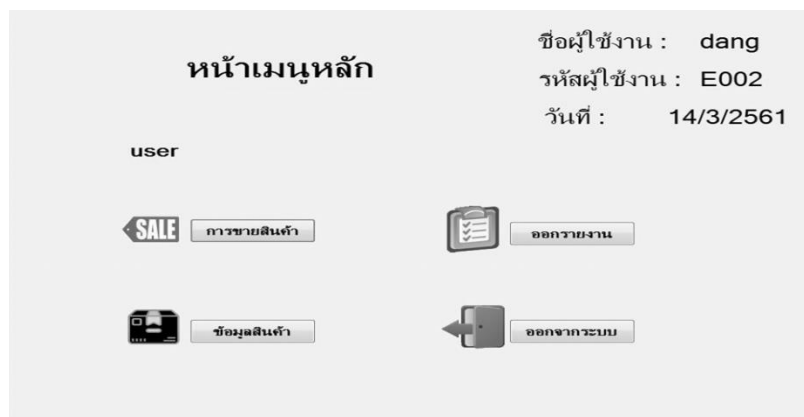 หน้าเมนูหลัก
ชื่อผู้ใช้งาน : dang
รหัสผู้ใช้งาน : E002
วันที่ : 14/3/2561
user
SALE การขายสินค้า
ออกรายงาน
ข้อมูลสินค้า
ออกจากระบบ